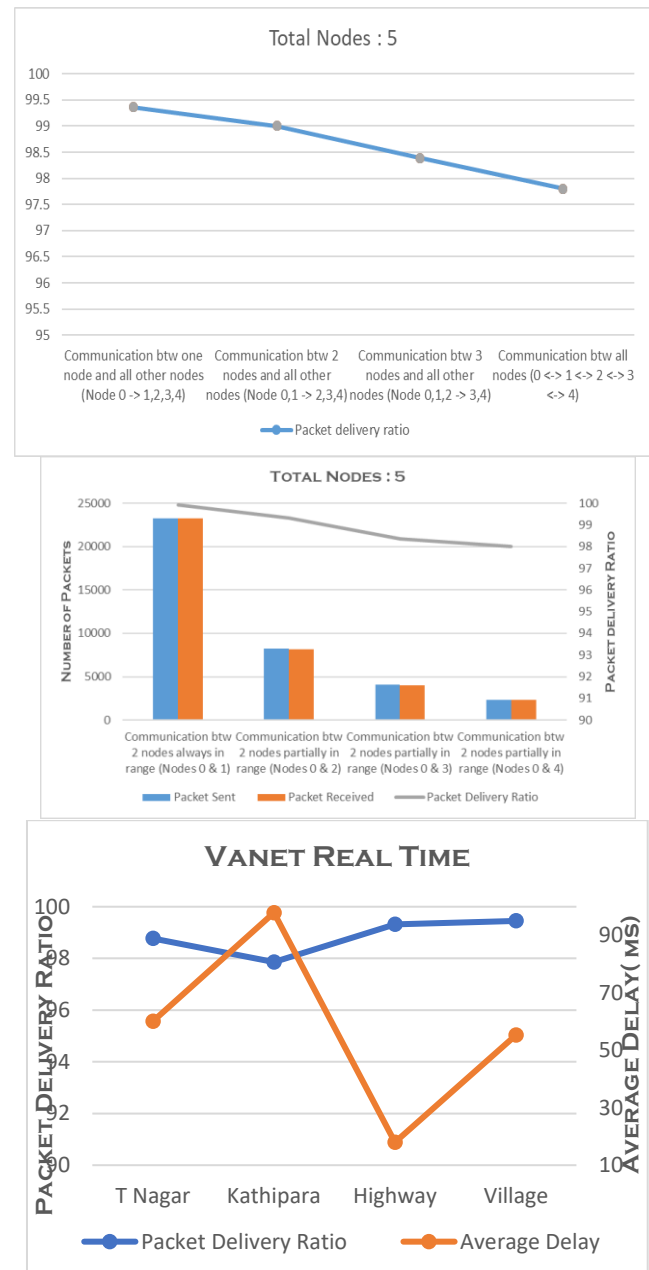 Total Nodes : 5
100
99.5
99
98.5
98
97.5
97
96.5
96
95.5
95
Communication btw one node and all other nodes (Node 0 -> 1,2,3,4)
Communication btw 2 nodes and all other nodes (Node 0,1 -> 2,3,4)
Communication btw 3 nodes and all other nodes (Node 0,1,2 -> 3,4)
Communication btw all nodes (0 <-> 1 <-> 2 <-> 3 <-> 4)
Packet delivery ratio
Total Nodes : 5
Number of Packets
25000
20000
15000
10000
5000
0
100
99
98
97
96
95
94
93
92
91
90
Packet delivery Ratio
Communication btw 2 nodes always in range (Nodes 0 & 1)
Communication btw 2 nodes partially in range (Nodes 0 & 2)
Communication btw 2 nodes partially in range (Nodes 0 & 3)
Communication btw 2 nodes partially in range (Nodes 0 & 4)
Packet Sent
Packet Received
Packet Delivery Ratio
Vanet Real Time
Packet Delivery Ratio
100
98
96
94
92
90
90
70
50
30
10
Average Delay( ms)
T Nagar
Kathipara
Highway
Village
Packet Delivery Ratio
Average Delay